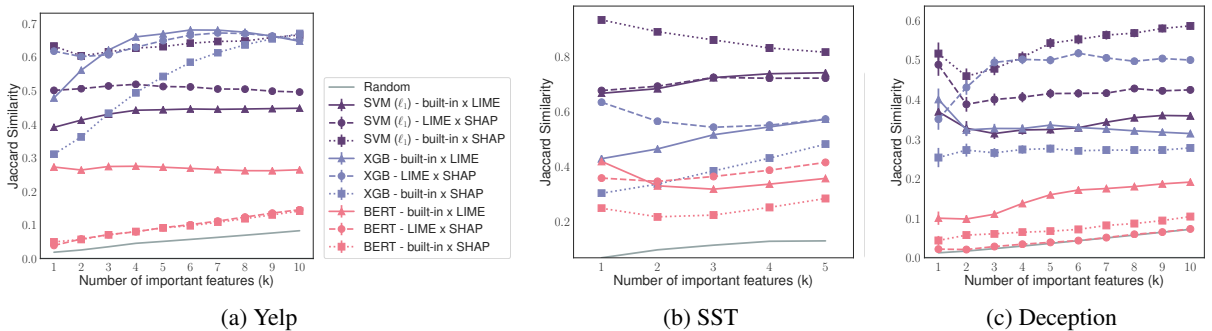 Jaccard Similarity
0.7
0.6
0.5
0.4
0.3
0.2
0.1
0.0
1 2 3 4 5 6 7 8 9 10
Number of important features (k)
(a) Yelp
Random
SVM (ℓ₁) - built-in x LIME
SVM (ℓ₁) - LIME x SHAP
SVM (ℓ₁) - built-in x SHAP
XGB - built-in x LIME
XGB - LIME x SHAP
XGB - built-in x SHAP
BERT - built-in x LIME
BERT - LIME x SHAP
BERT - built-in x SHAP
Jaccard Similarity
0.8
0.6
0.4
0.2
1 2 3 4 5
Number of important features (k)
(b) SST
Jaccard Similarity
0.6
0.5
0.4
0.3
0.2
0.1
0.0
1 2 3 4 5 6 7 8 9 10
Number of important features (k)
(c) Deception